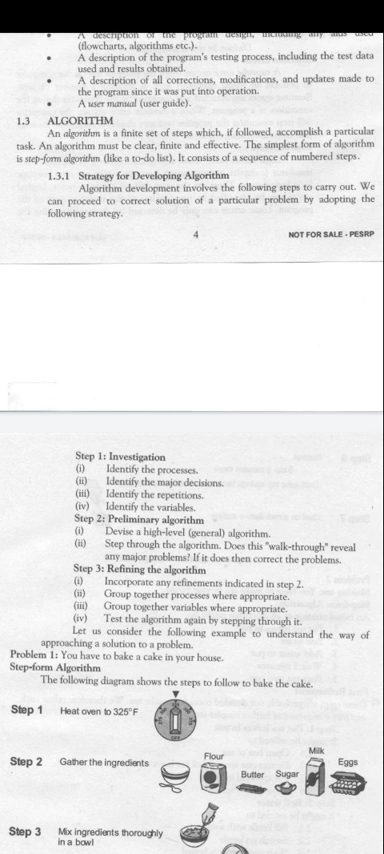 • A description of the program design, including any aids used
(flowcharts, algorithms etc.).
• A description of the program's testing process, including the test data
used and results obtained.
• A description of all corrections, modifications, and updates made to
the program since it was put into operation.
• A user manual (user guide).
1.3 ALGORITHM
An algorithm is a finite set of steps which, if followed, accomplish a particular
task. An algorithm must be clear, finite and effective. The simplest form of algorithm
is step-form algorithm (like a to-do list). It consists of a sequence of numbered steps.
1.3.1 Strategy for Developing Algorithm
Algorithm development involves the following steps to carry out. We
can proceed to correct solution of a particular problem by adopting the
following strategy.
4 NOT FOR SALE - PESRP
Step 1: Investigation
(i) Identify the processes.
(ii) Identify the major decisions.
(iii) Identify the repetitions.
(iv) Identify the variables.
Step 2: Preliminary algorithm
(i) Devise a high-level (general) algorithm.
(ii) Step through the algorithm. Does this "walk-through" reveal
any major problems? If it does then correct the problems.
Step 3: Refining the algorithm
(i) Incorporate any refinements indicated in step 2.
(ii) Group together processes where appropriate.
(iii) Group together variables where appropriate.
(iv) Test the algorithm again by stepping through it.
Let us consider the following example to understand the way of
approaching a solution to a problem.
Problem 1: You have to bake a cake in your house.
Step-form Algorithm
The following diagram shows the steps to follow to bake the cake.
Step 1 Heat oven to 325°F
Step 2 Gather the ingredients
Flour
Butter
Sugar
Milk
Eggs
Step 3 Mix ingredients thoroughly
in a bowl